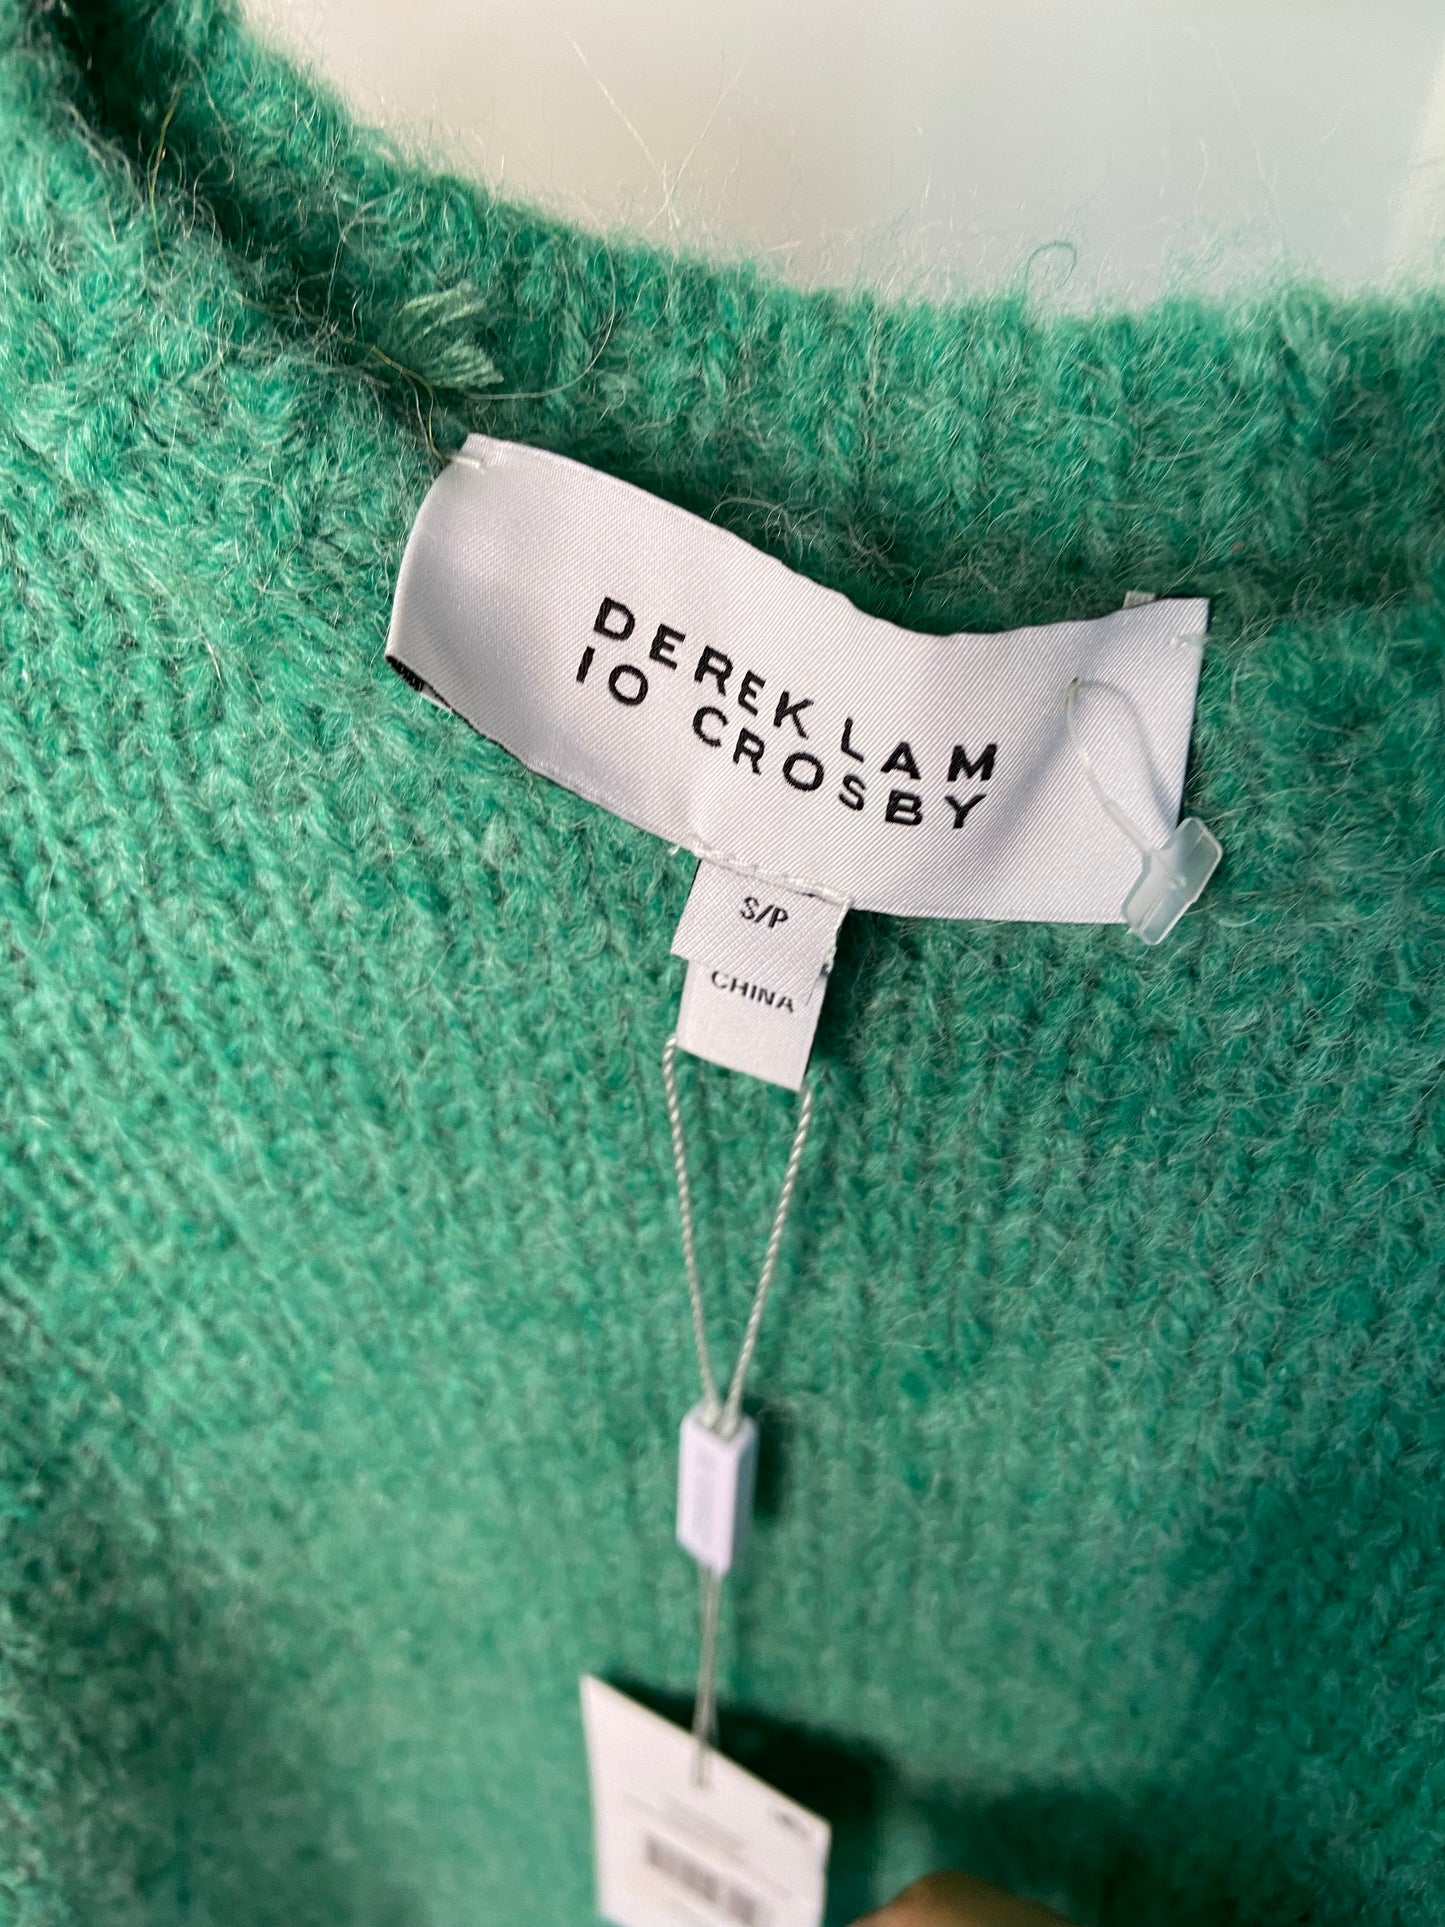 DEREK LAM
10 CROSBY
S/P
CHINA